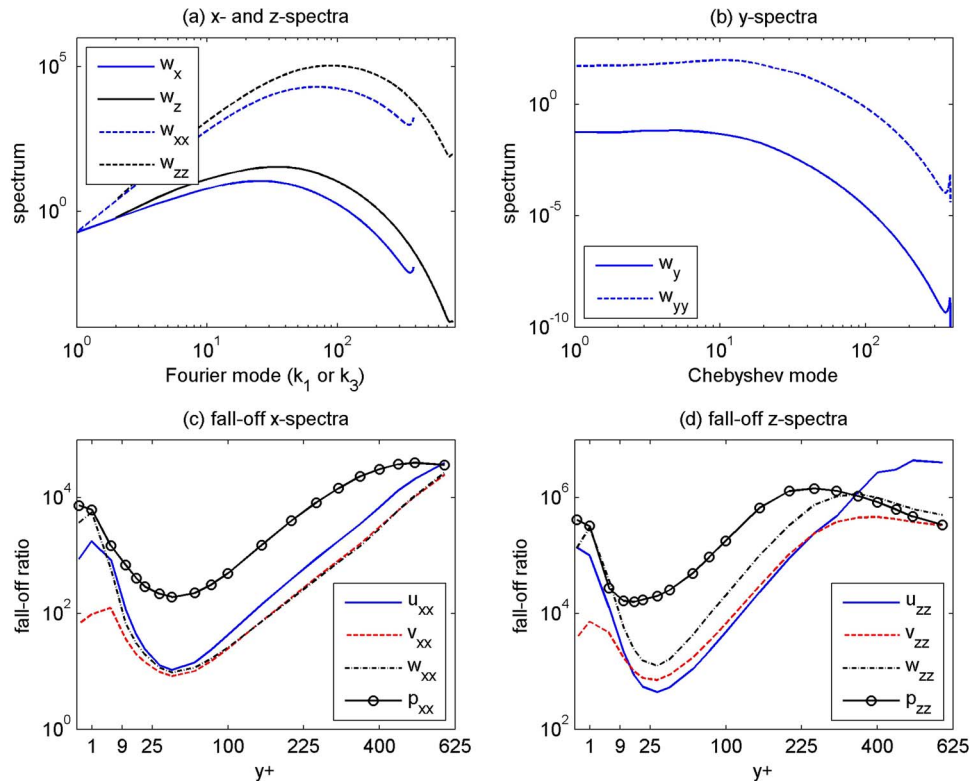 (a) x- and z-spectra
10^5
10^0
spectrum
w_x
w_z
w_xx
w_zz
10^0 10^1 10^2
Fourier mode (k_1 or k_3)
(b) y-spectra
10^0
10^-5
10^-10
spectrum
w_y
w_yy
10^0 10^1 10^2
Chebyshev mode
(c) fall-off x-spectra
10^4
10^2
10^0
fall-off ratio
u_xx
v_xx
w_xx
p_xx
1 9 25 100 225 400 625
y+
(d) fall-off z-spectra
10^6
10^4
10^2
fall-off ratio
u_zz
v_zz
w_zz
p_zz
1 9 25 100 225 400 625
y+